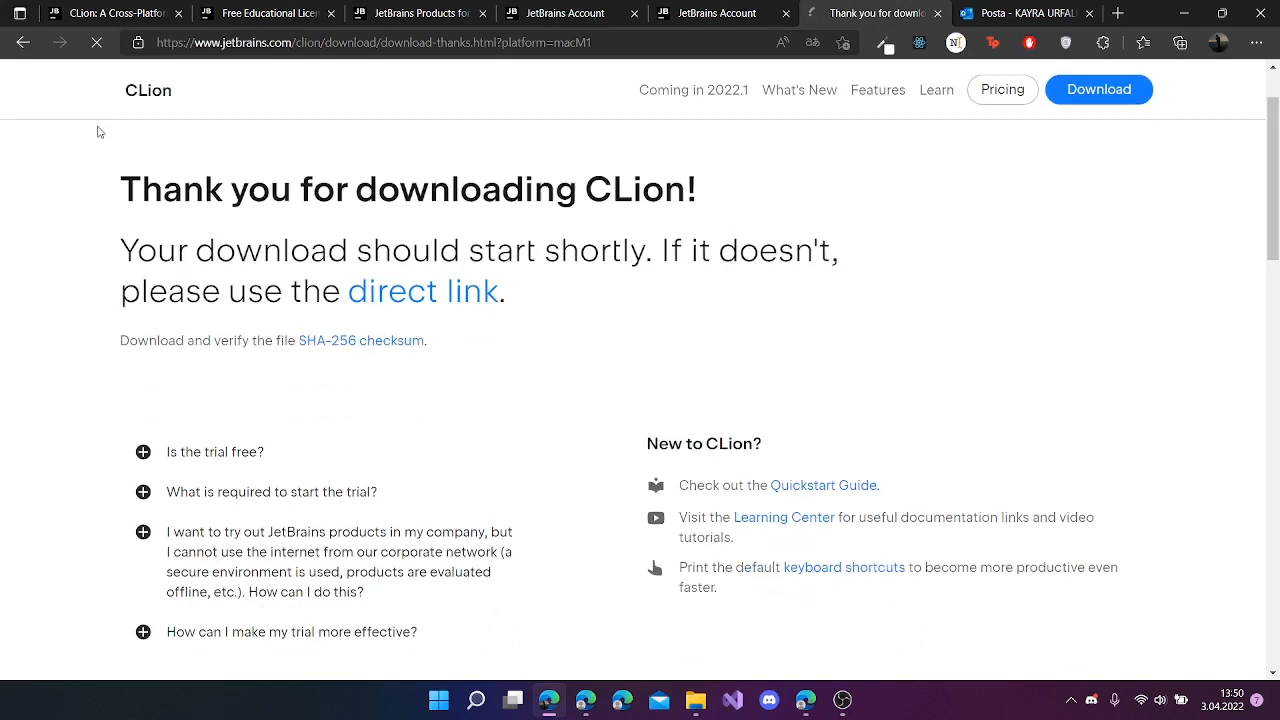 CLion: A Cross-Platfor
Free Educational Licen
JetBrains Products for
JetBrains Account
JetBrains Account
Thank you for downlo
Posta - KAYRA URFALI
https://www.jetbrains.com/clion/download/download-thanks.html?platform=macM1
CLion
Coming in 2022.1
What's New
Features
Learn
Pricing
Download
Thank you for downloading CLion!
Your download should start shortly. If it doesn't,
please use the direct link.
Download and verify the file SHA-256 checksum.
Is the trial free?
What is required to start the trial?
I want to try out JetBrains products in my company, but
I cannot use the internet from our corporate network (a
secure environment is used, products are evaluated
offline, etc.). How can I do this?
How can I make my trial more effective?
New to CLion?
Check out the Quickstart Guide.
Visit the Learning Center for useful documentation links and video
tutorials.
Print the default keyboard shortcuts to become more productive even
faster.
13:50
3.04.2022
7